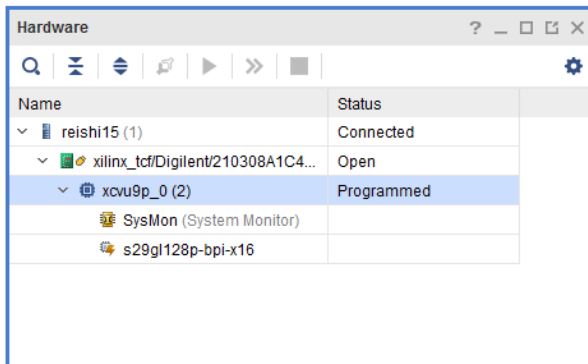 Hardware
Name Status
reishi15 (1) Connected
xilinx_tcf/Digilent/210308A1C4... Open
xcvu9p_0 (2) Programmed
SysMon (System Monitor)
s29gl128p-bpi-x16